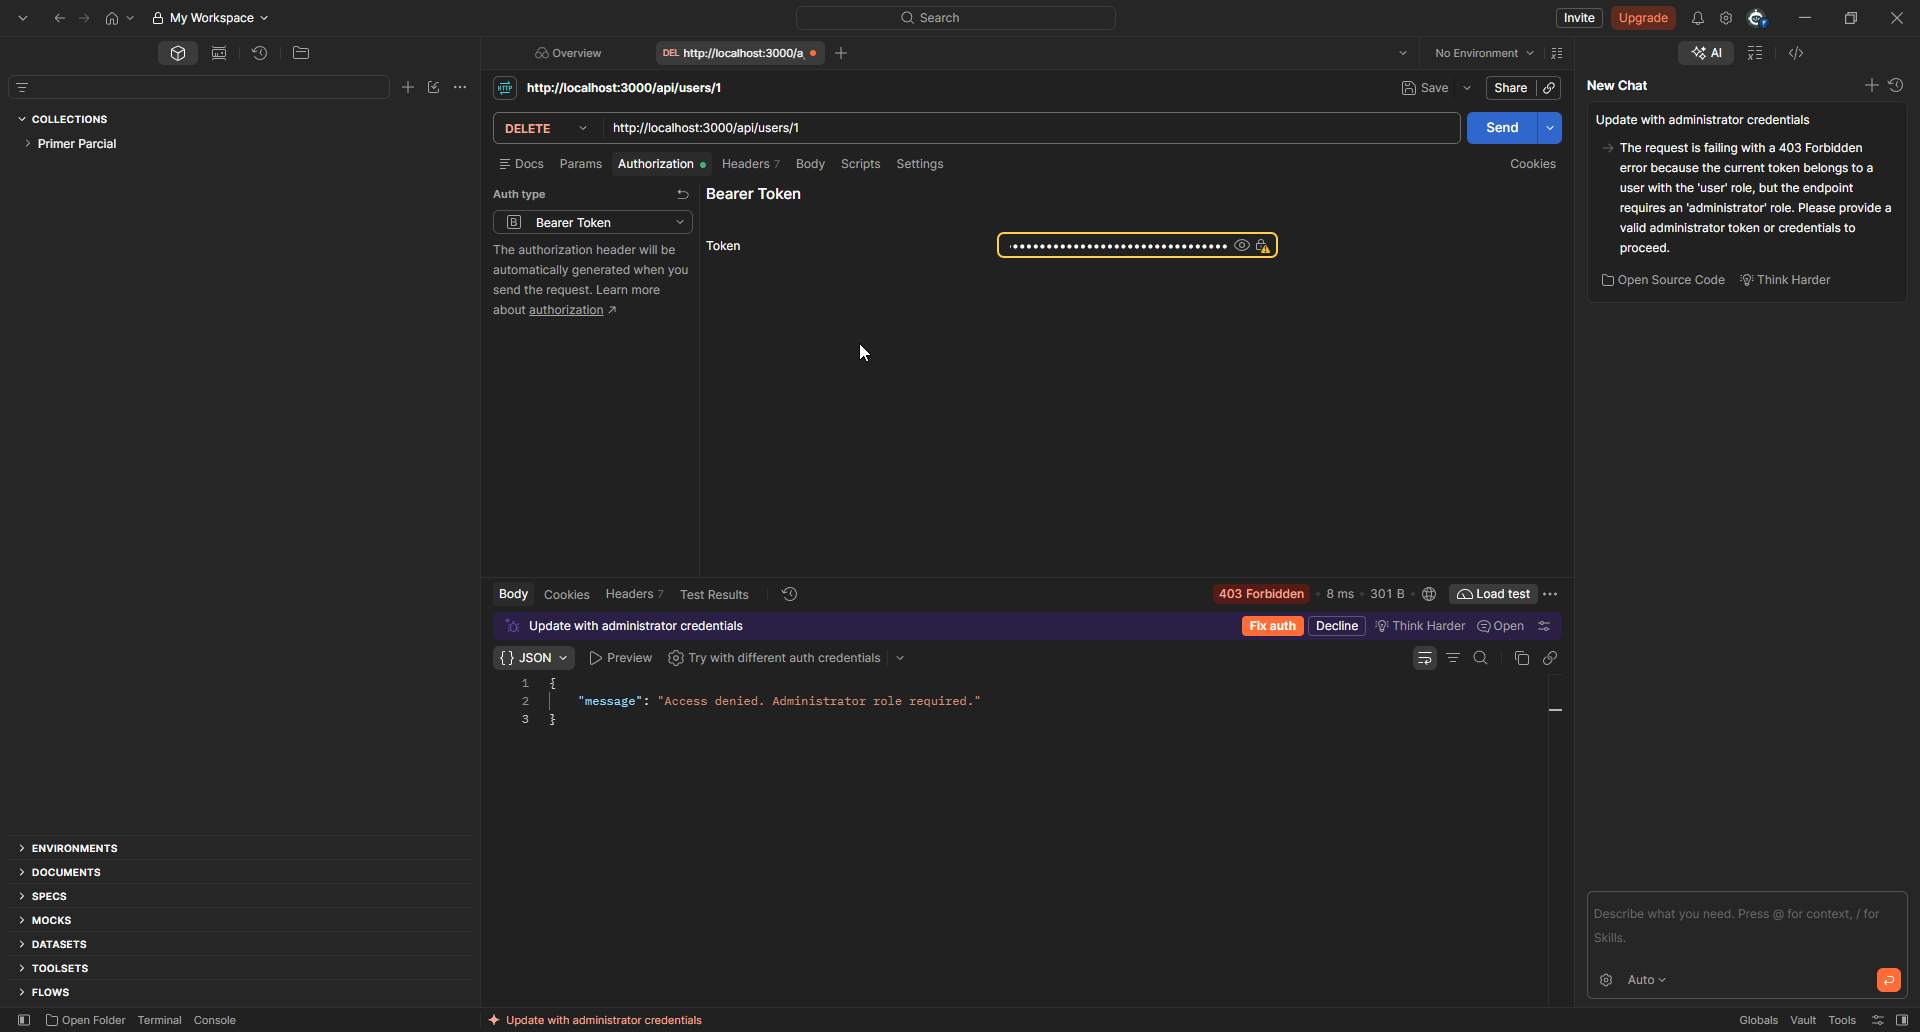 My Workspace
Search
Invite
Upgrade
Overview
DEL http://localhost:3000/a
No Environment
AI
COLLECTIONS
Primer Parcial
HTTP
http://localhost:3000/api/users/1
Save
Share
DELETE
http://localhost:3000/api/users/1
Send
Docs
Params
Authorization
Headers 7
Body
Scripts
Settings
Cookies
Auth type
B
Bearer Token
The authorization header will be
automatically generated when you
send the request. Learn more
about authorization ↗
Bearer Token
Token
New Chat
Update with administrator credentials
→ The request is failing with a 403 Forbidden
error because the current token belongs to a
user with the 'user' role, but the endpoint
requires an 'administrator' role. Please provide a
valid administrator token or credentials to
proceed.
Open Source Code
Think Harder
Body
Cookies
Headers 7
Test Results
403 Forbidden
8 ms
301 B
Load test
Update with administrator credentials
Fix auth
Decline
Think Harder
Open
{} JSON
Preview
Try with different auth credentials
1 {
2 "message": "Access denied. Administrator role required."
3 }
ENVIRONMENTS
DOCUMENTS
SPECS
MOCKS
DATASETS
TOOLSETS
FLOWS
Describe what you need. Press @ for context, / for
Skills.
Auto
Open Folder
Terminal
Console
Update with administrator credentials
Globals
Vault
Tools